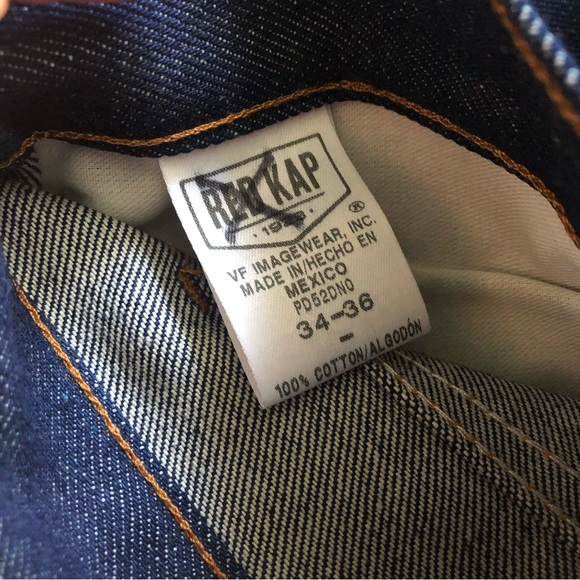 RED KAP
· 1923 ·
®
VF IMAGEWEAR, INC.
MADE IN/HECHO EN
MEXICO
PD52DNO
34-36
-
100% COTTON/ALGODÓN